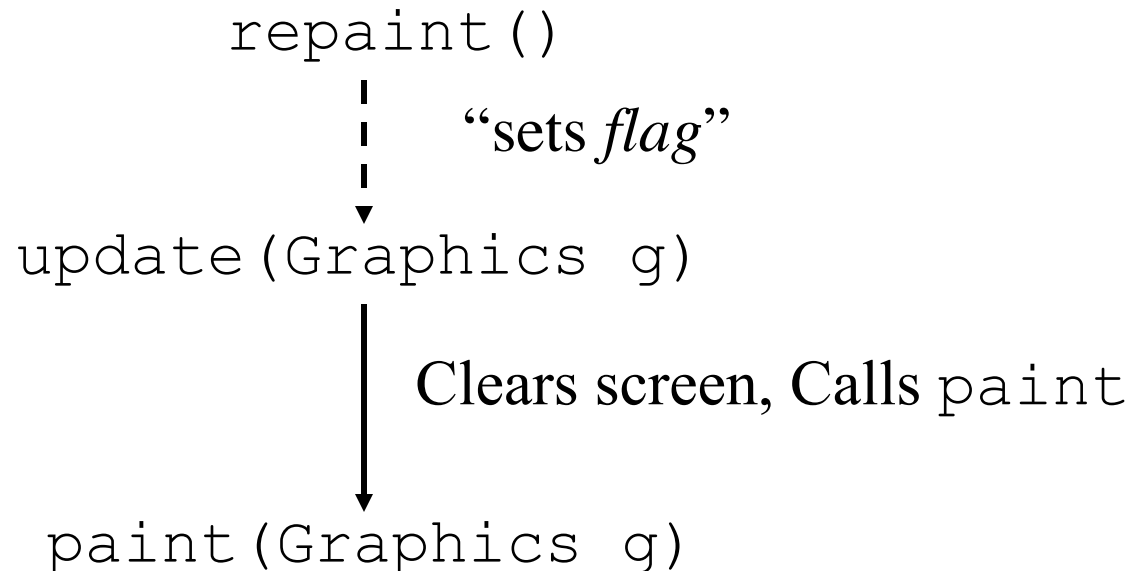 repaint()
“sets flag”
update(Graphics g)
Clears screen, Calls paint
paint(Graphics g)